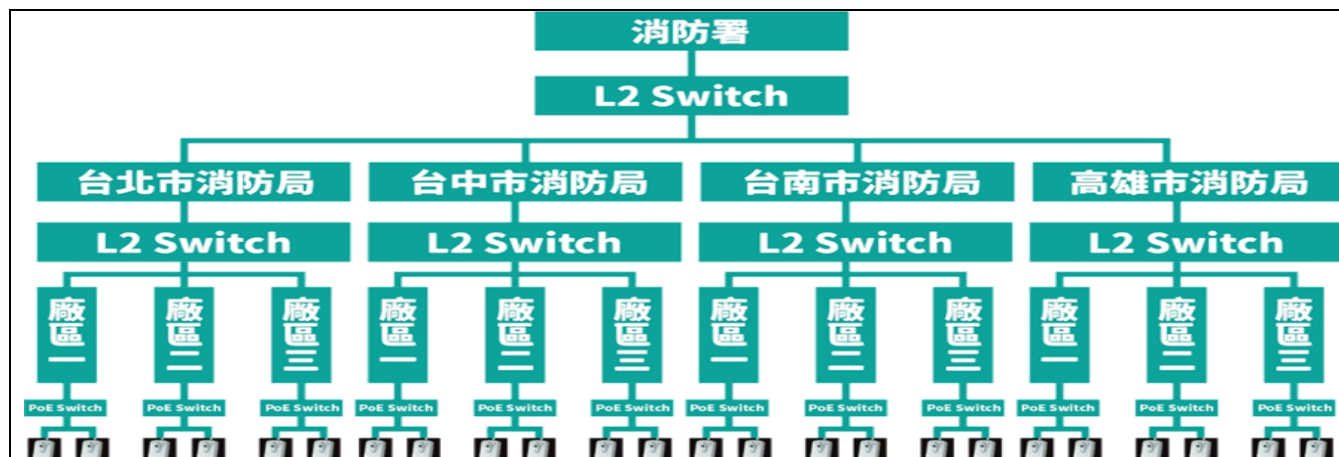 消防署
L2 Switch
台北市消防局 台中市消防局 台南市消防局 高雄市消防局
L2 Switch L2 Switch L2 Switch L2 Switch
廠區一 廠區二 廠區三 廠區一 廠區二 廠區三 廠區一 廠區二 廠區三 廠區一 廠區二 廠區三
PoE Switch PoE Switch PoE Switch PoE Switch PoE Switch PoE Switch PoE Switch PoE Switch PoE Switch PoE Switch PoE Switch PoE Switch